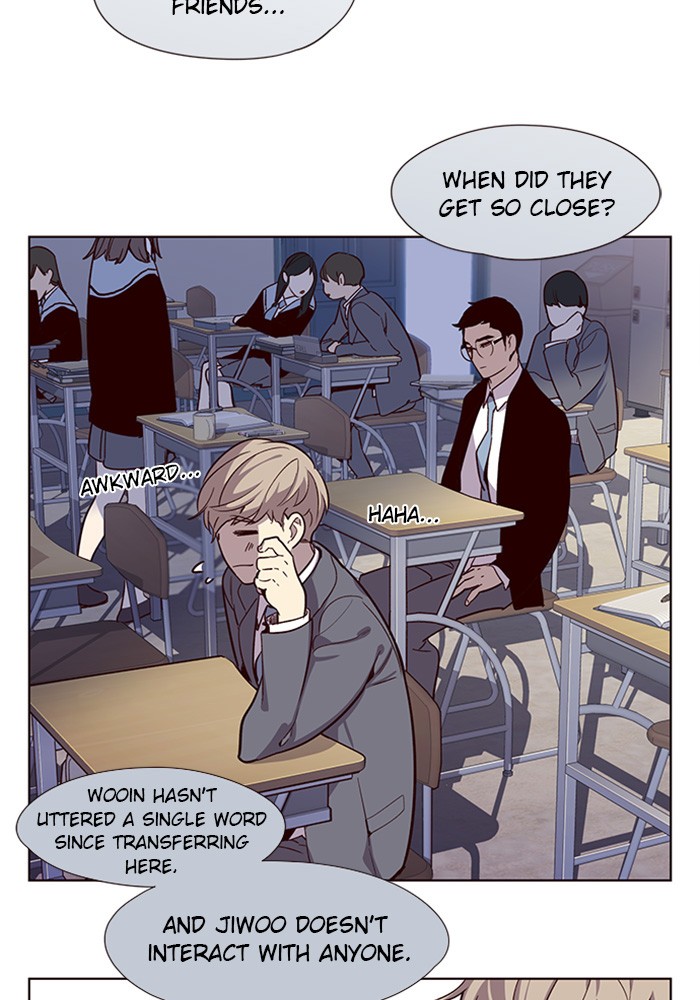 FRIENDS...
WHEN DID THEY
GET SO CLOSE?
AWKWARD...
HAHA...
WOOIN HASN'T
UTTERED A SINGLE WORD
SINCE TRANSFERRING
HERE.
AND JIWOO DOESN'T
INTERACT WITH ANYONE.